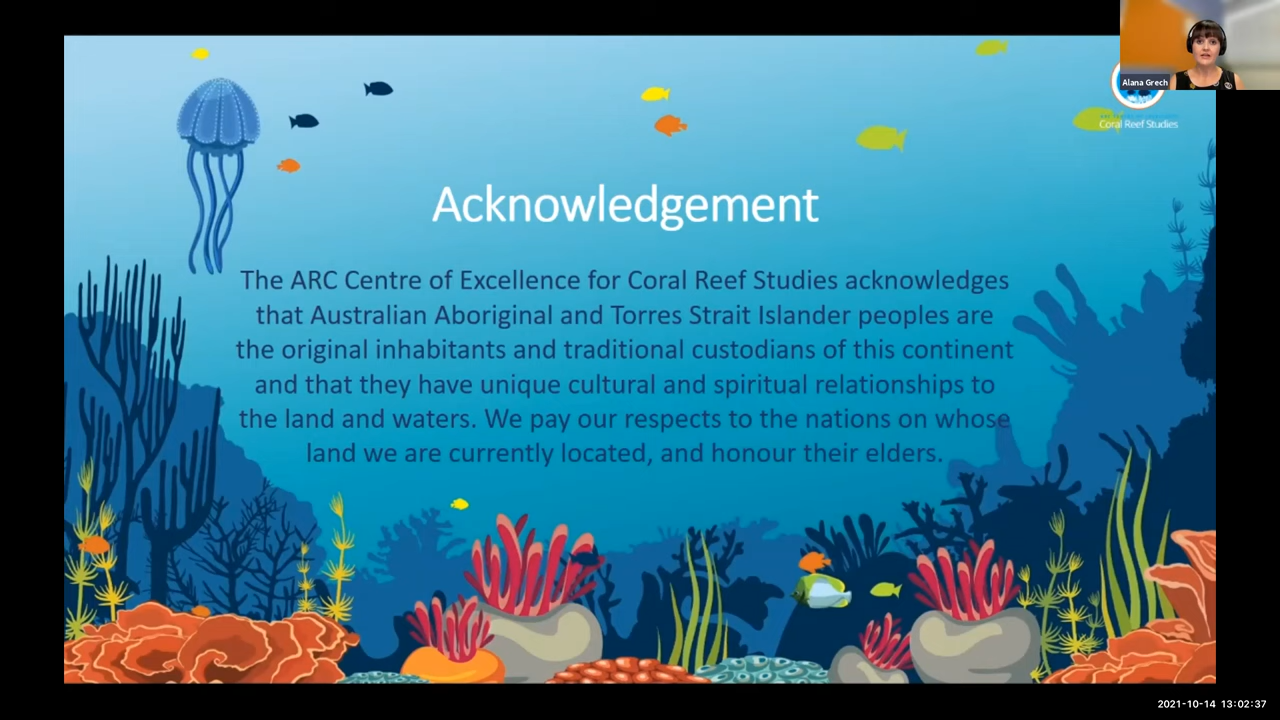 Alana Grech
Coral Reef Studies
Acknowledgement
The ARC Centre of Excellence for Coral Reef Studies acknowledges
that Australian Aboriginal and Torres Strait Islander peoples are
the original inhabitants and traditional custodians of this continent
and that they have unique cultural and spiritual relationships to
the land and waters. We pay our respects to the nations on whose
land we are currently located, and honour their elders.
2021-10-14 13:02:37